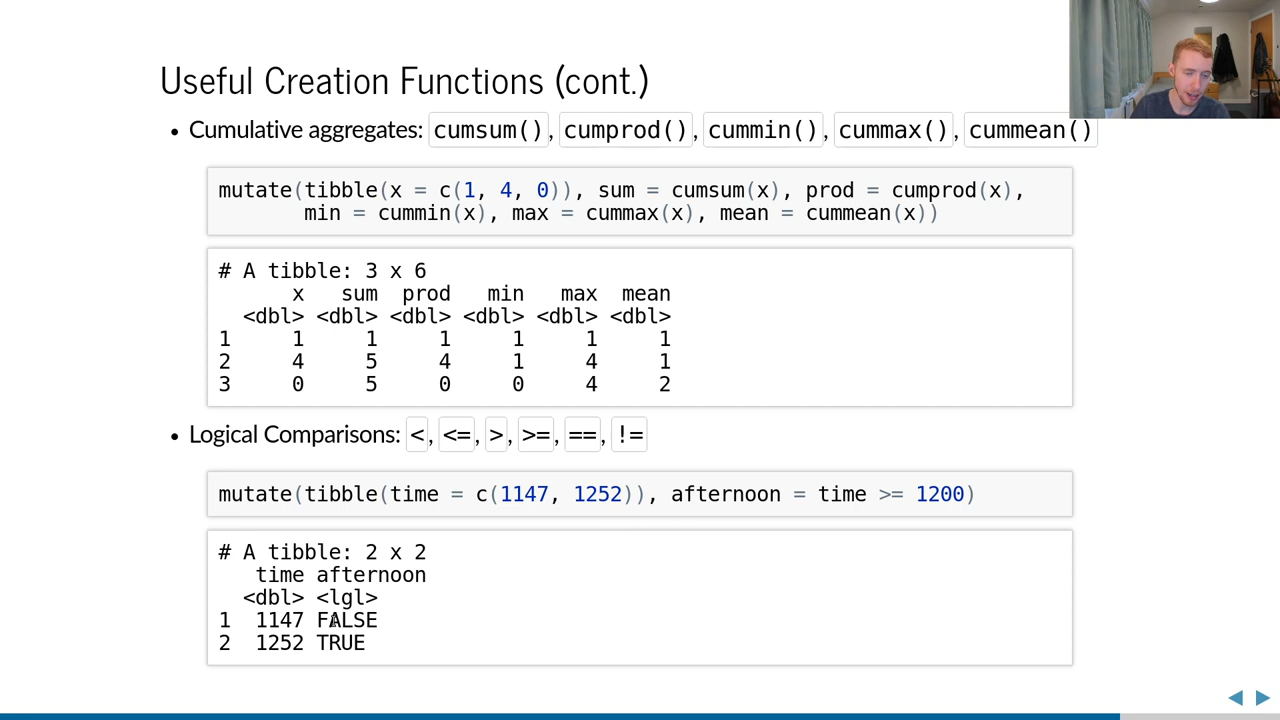 Useful Creation Functions (cont.)
• Cumulative aggregates: cumsum(), cumprod(), cummin(), cummax(), cummean()
mutate(tibble(x = c(1, 4, 0)), sum = cumsum(x), prod = cumprod(x),
       min = cummin(x), max = cummax(x), mean = cummean(x))
# A tibble: 3 x 6
      x   sum  prod   min   max  mean
  <dbl> <dbl> <dbl> <dbl> <dbl> <dbl>
1     1     1     1     1     1     1
2     4     5     4     1     4     1
3     0     5     0     0     4     2
• Logical Comparisons: <, <=, >, >=, ==, !=
mutate(tibble(time = c(1147, 1252)), afternoon = time >= 1200)
# A tibble: 2 x 2
   time afternoon
  <dbl> <lgl>
1  1147 FALSE
2  1252 TRUE